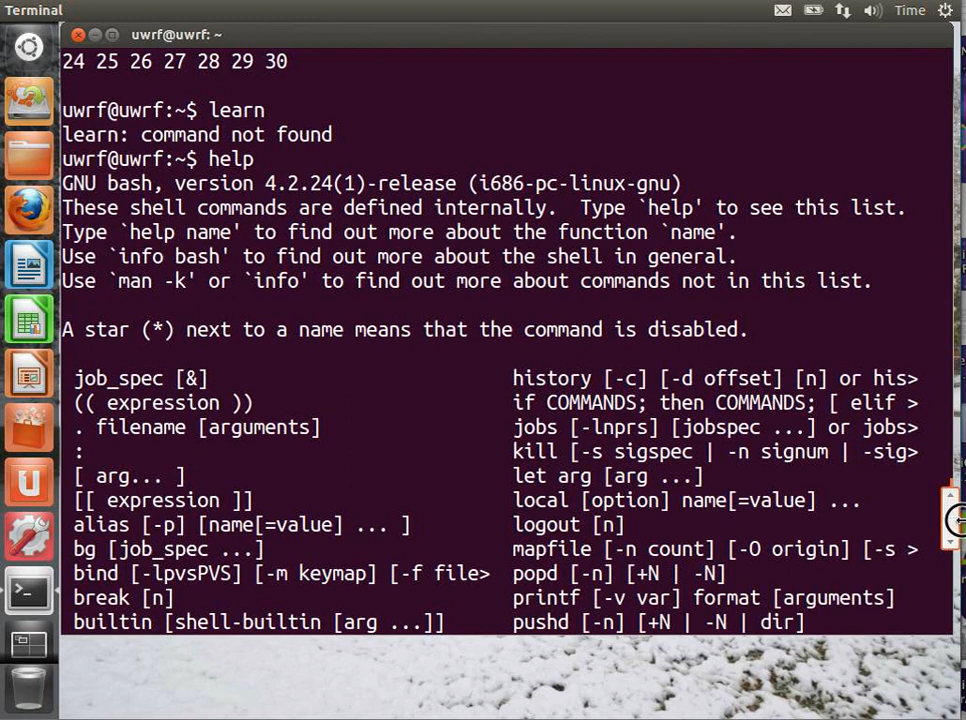 Terminal
Time
uwrf@uwrf: ~
24 25 26 27 28 29 30
uwrf@uwrf:~$ learn
learn: command not found
uwrf@uwrf:~$ help
GNU bash, version 4.2.24(1)-release (i686-pc-linux-gnu)
These shell commands are defined internally.  Type `help' to see this list.
Type `help name' to find out more about the function `name'.
Use `info bash' to find out more about the shell in general.
Use `man -k' or `info' to find out more about commands not in this list.
A star (*) next to a name means that the command is disabled.
job_spec [&] history [-c] [-d offset] [n] or his>
(( expression )) if COMMANDS; then COMMANDS; [ elif >
. filename [arguments] jobs [-lnprs] [jobspec ...] or jobs>
: kill [-s sigspec | -n signum | -sig>
[ arg... ] let arg [arg ...]
[[ expression ]] local [option] name[=value] ...
alias [-p] [name[=value] ... ] logout [n]
bg [job_spec ...] mapfile [-n count] [-O origin] [-s >
bind [-lpvsPVS] [-m keymap] [-f file> popd [-n] [+N | -N]
break [n] printf [-v var] format [arguments]
builtin [shell-builtin [arg ...]] pushd [-n] [+N | -N | dir]